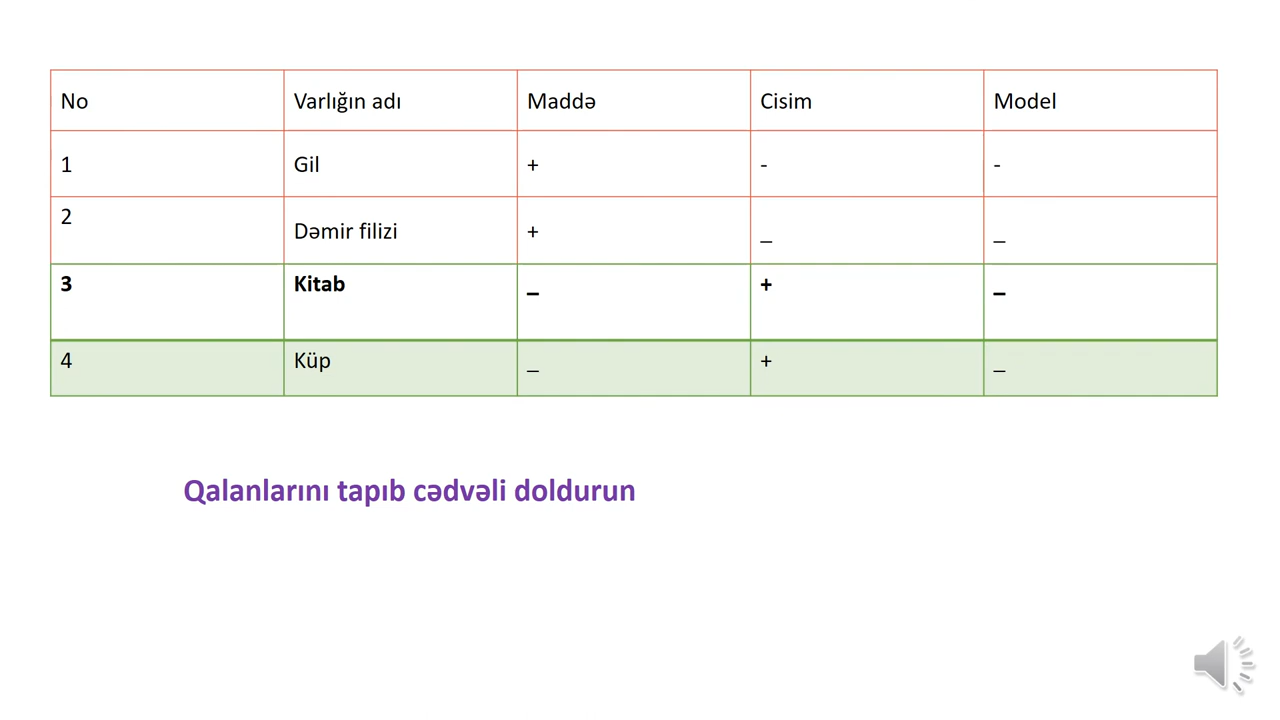 No Varlığın adı Maddə Cisim Model
1 Gil + - -
2 Dəmir filizi + _ _
3 Kitab _ + _
4 Küp _ + _
Qalanlarını tapıb cədvəli doldurun